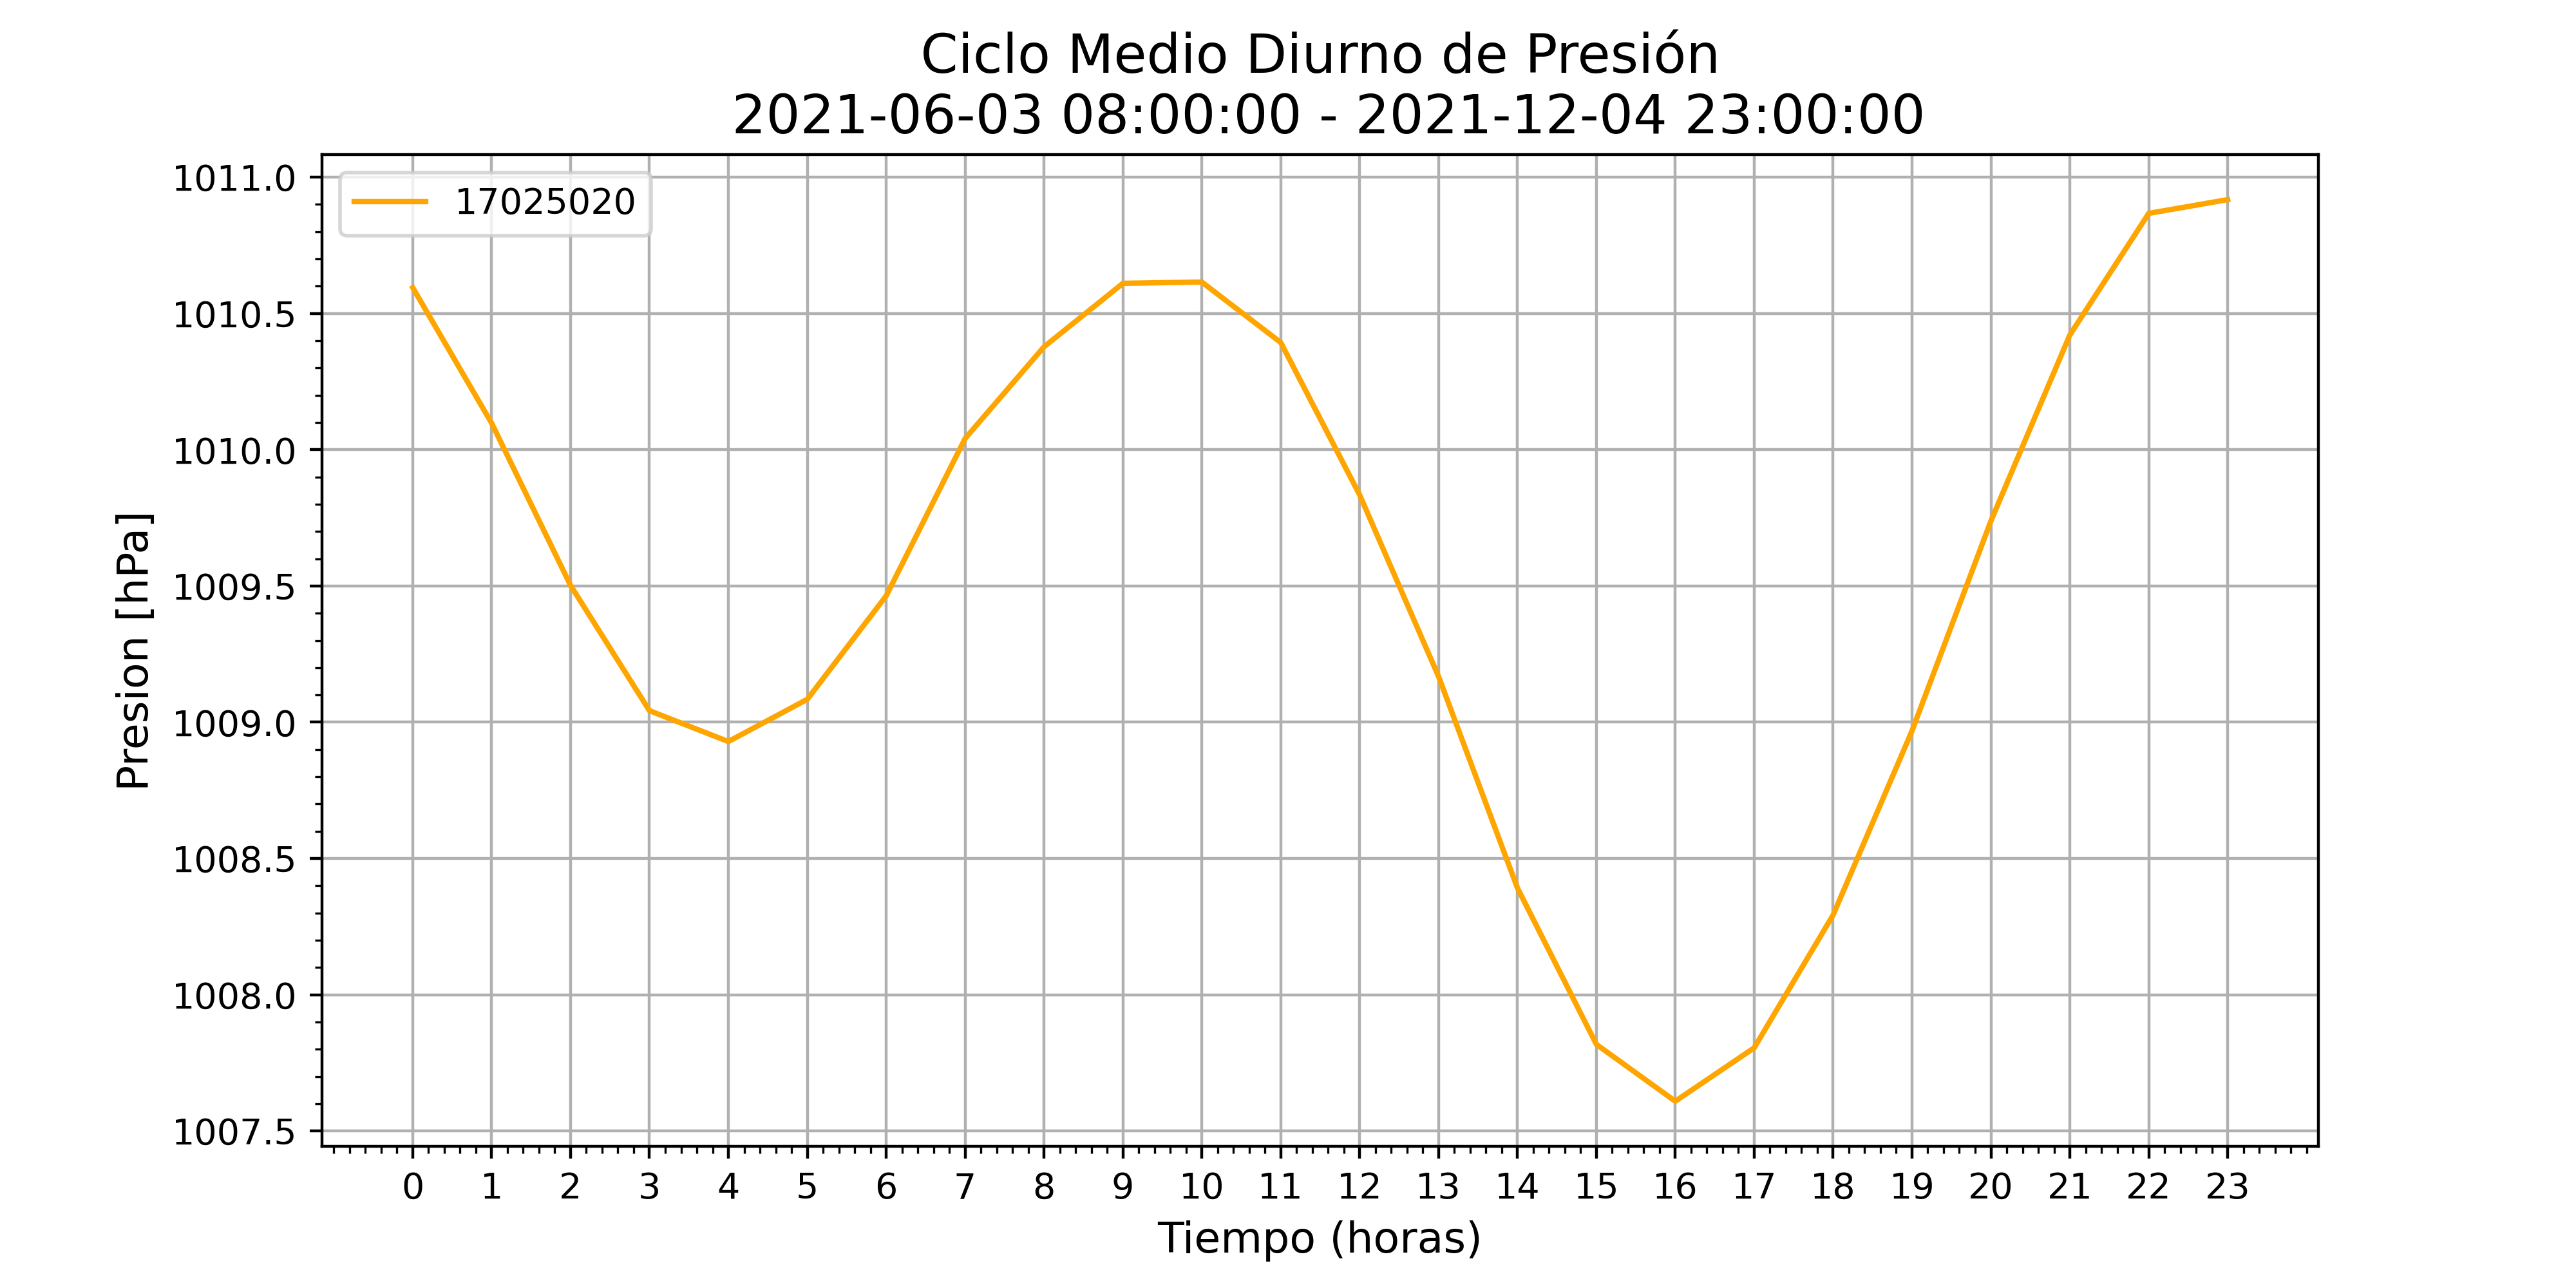 Ciclo Medio Diurno de Presión
2021-06-03 08:00:00 - 2021-12-04 23:00:00
17025020
1011.0
1010.5
1010.0
1009.5
1009.0
1008.5
1008.0
1007.5
Presion [hPa]
0 1 2 3 4 5 6 7 8 9 10 11 12 13 14 15 16 17 18 19 20 21 22 23
Tiempo (horas)